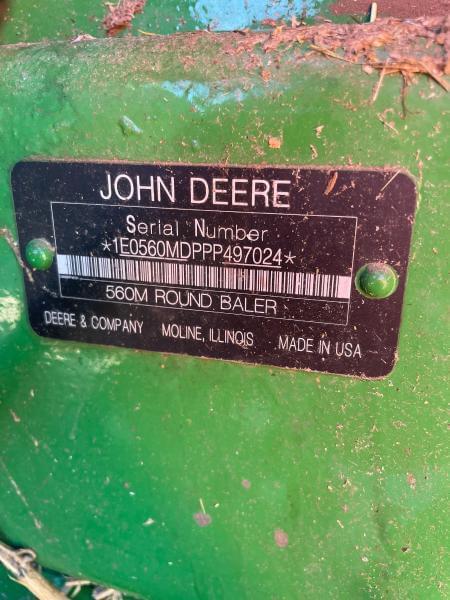 JOHN DEERE
Serial Number
*1E0560MDPPP497024*
560M ROUND BALER
DEERE & COMPANY MOLINE, ILLINOIS MADE IN USA